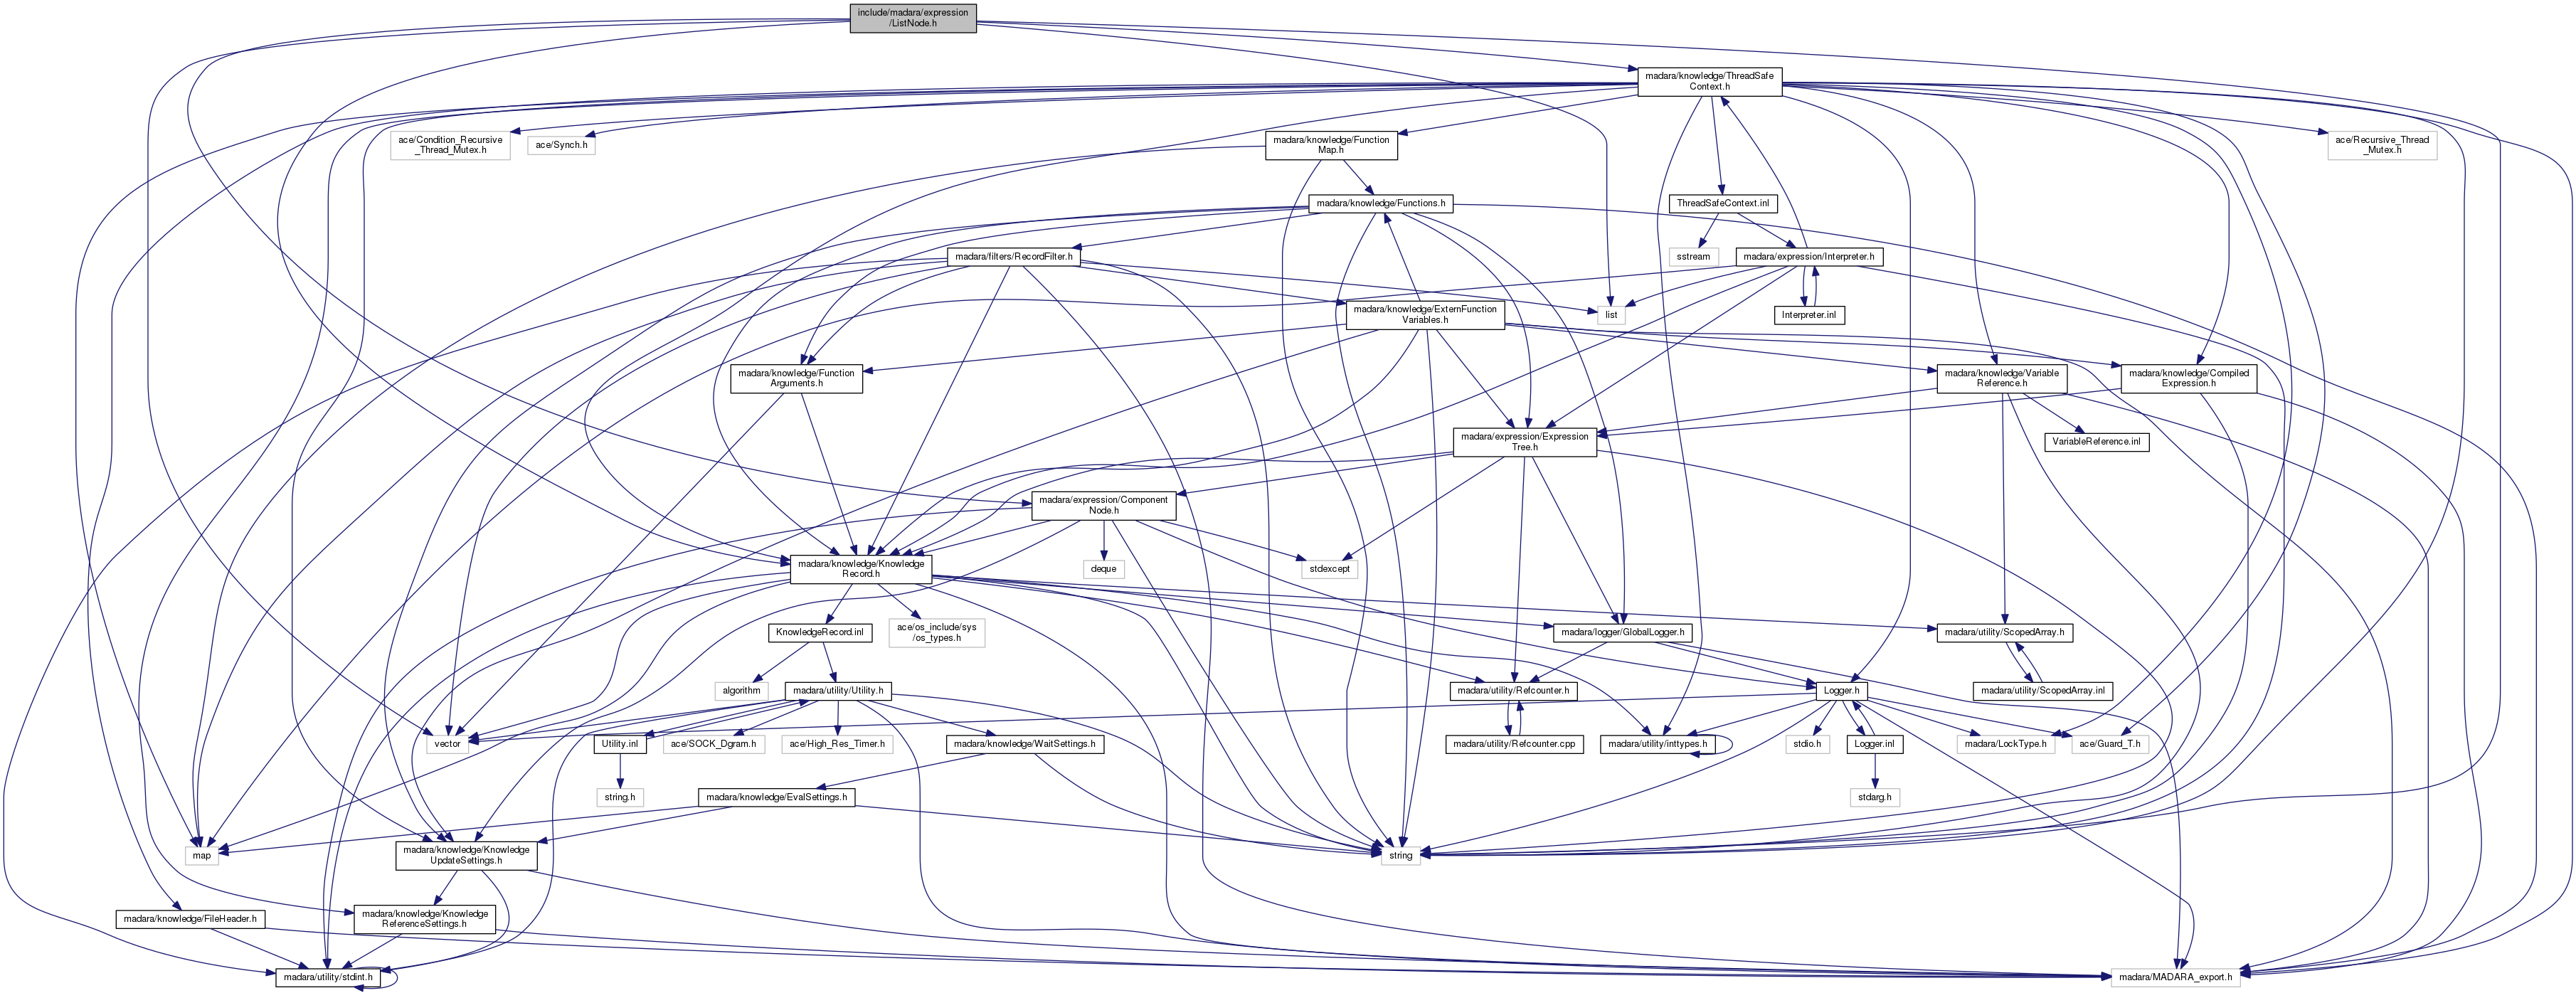 include/madara/expression
/ListNode.h
madara/knowledge/ThreadSafe
Context.h
ace/Condition_Recursive
_Thread_Mutex.h
ace/Synch.h
madara/knowledge/Function
Map.h
ace/Recursive_Thread
_Mutex.h
madara/knowledge/Functions.h
ThreadSafeContext.inl
madara/filters/RecordFilter.h
sstream
madara/expression/Interpreter.h
madara/knowledge/ExternFunction
Variables.h
list
Interpreter.inl
madara/knowledge/Function
Arguments.h
madara/knowledge/Variable
Reference.h
madara/knowledge/Compiled
Expression.h
madara/expression/Expression
Tree.h
VariableReference.inl
madara/expression/Component
Node.h
madara/knowledge/Knowledge
Record.h
deque
stdexcept
KnowledgeRecord.inl
ace/os_include/sys
/os_types.h
madara/logger/GlobalLogger.h
madara/utility/ScopedArray.h
algorithm
madara/utility/Utility.h
madara/utility/Refcounter.h
Logger.h
madara/utility/ScopedArray.inl
vector
Utility.inl
ace/SOCK_Dgram.h
ace/High_Res_Timer.h
madara/knowledge/WaitSettings.h
madara/utility/Refcounter.cpp
madara/utility/inttypes.h
stdio.h
Logger.inl
madara/LockType.h
ace/Guard_T.h
string.h
madara/knowledge/EvalSettings.h
stdarg.h
map
madara/knowledge/Knowledge
UpdateSettings.h
string
madara/knowledge/FileHeader.h
madara/knowledge/Knowledge
ReferenceSettings.h
madara/utility/stdint.h
madara/MADARA_export.h